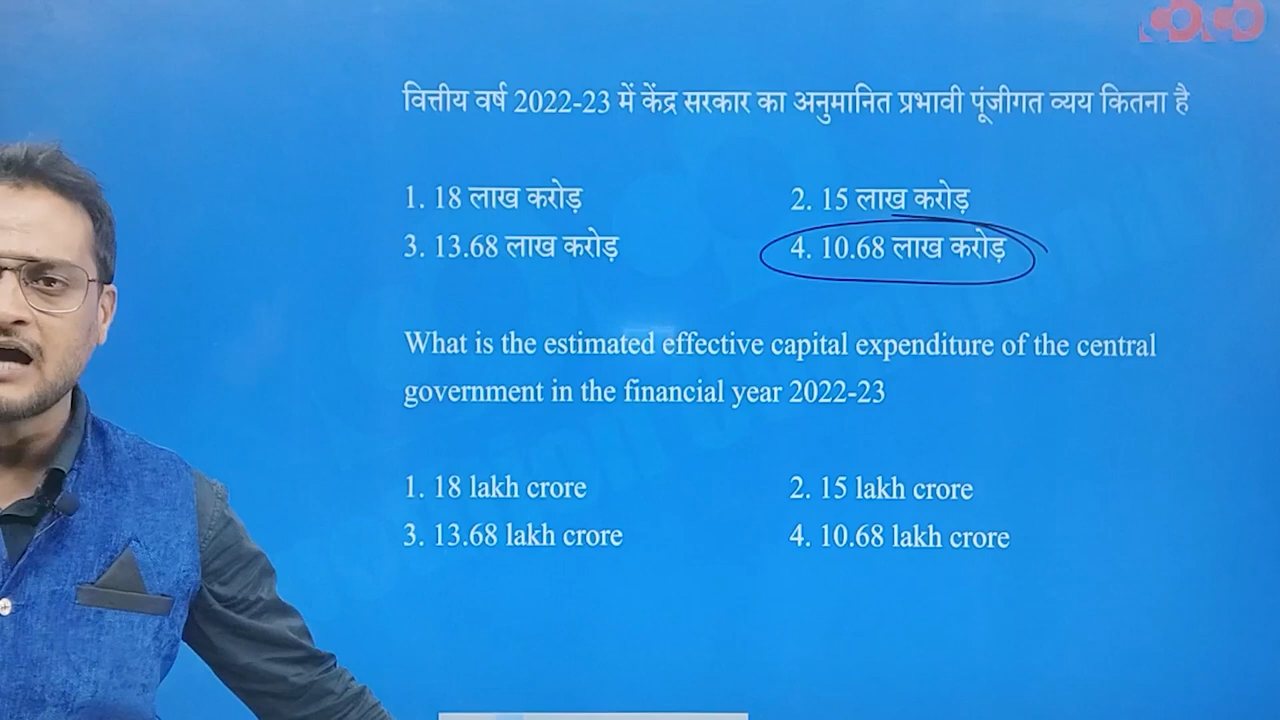 वित्तीय वर्ष 2022-23 में केंद्र सरकार का अनुमानित प्रभावी पूंजीगत व्यय कितना है
1. 18 लाख करोड़ 2. 15 लाख करोड़
3. 13.68 लाख करोड़ 4. 10.68 लाख करोड़
What is the estimated effective capital expenditure of the central
government in the financial year 2022-23
1. 18 lakh crore 2. 15 lakh crore
3. 13.68 lakh crore 4. 10.68 lakh crore